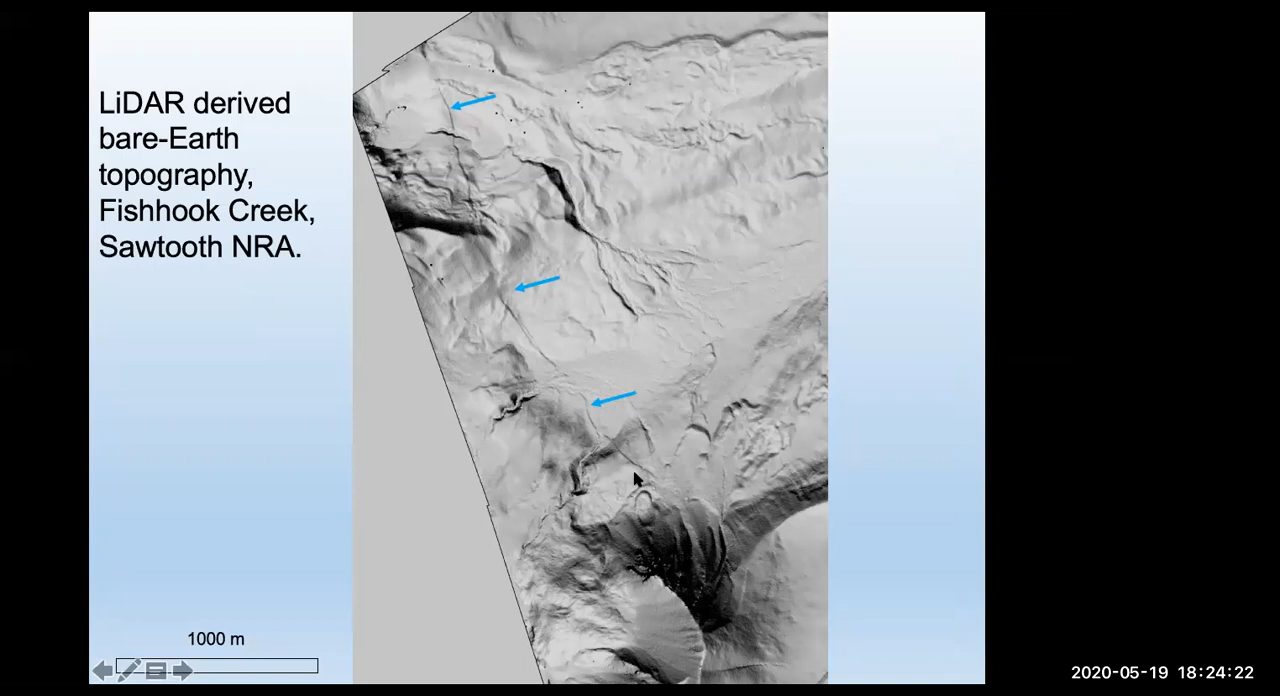 LiDAR derived
bare-Earth
topography,
Fishhook Creek,
Sawtooth NRA.
1000 m
2020-05-19 18:24:22